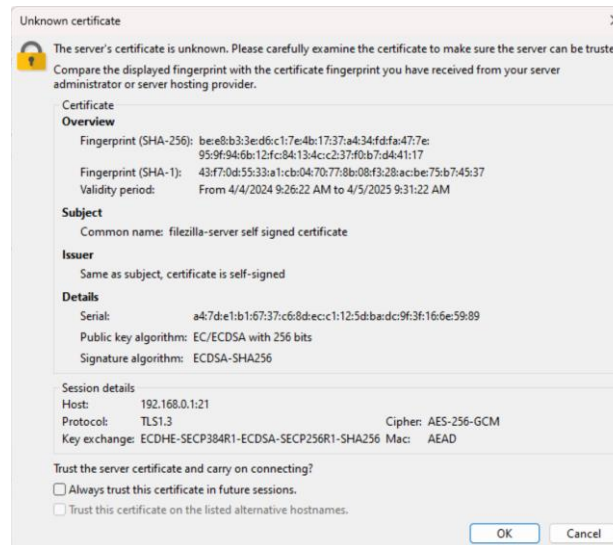 Unknown certificate
The server's certificate is unknown. Please carefully examine the certificate to make sure the server can be
Compare the displayed fingerprint with the certificate fingerprint you have received from your server
administrator or server hosting provider.
Certificate
Overview
Fingerprint (SHA-256): be:e8:b3:3e:d6:c1:7e:4b:17:37:a4:34:fd:fa:47:7e:
95:9f:94:6b:12:fc:84:13:4c:c2:37:f0:b7:d4:41:17
Fingerprint (SHA-1): 43:f7:0d:55:33:a1:cb:04:70:77:8b:08:f3:28:ac:be:75:b7:45:37
Validity period: From 4/4/2024 9:26:22 AM to 4/5/2025 9:31:22 AM
Subject
Common name: filezilla-server self signed certificate
Issuer
Same as subject, certificate is self-signed
Details
Serial: a4:7d:e1:b1:67:37:c6:8d:ec:c1:12:5d:ba:dc:9f:3f:16:6e:59:89
Public key algorithm: EC/ECDSA with 256 bits
Signature algorithm: ECDSA-SHA256
Session details
Host: 192.168.0.1:21
Protocol: TLS1.3 Cipher: AES-256-GCM
Key exchange: ECDHE-SECP384R1-ECDSA-SECP256R1-SHA256 Mac: AEAD
Trust the server certificate and carry on connecting?
Always trust this certificate in future sessions.
Trust this certificate on the listed alternative hostnames.
OK Cancel